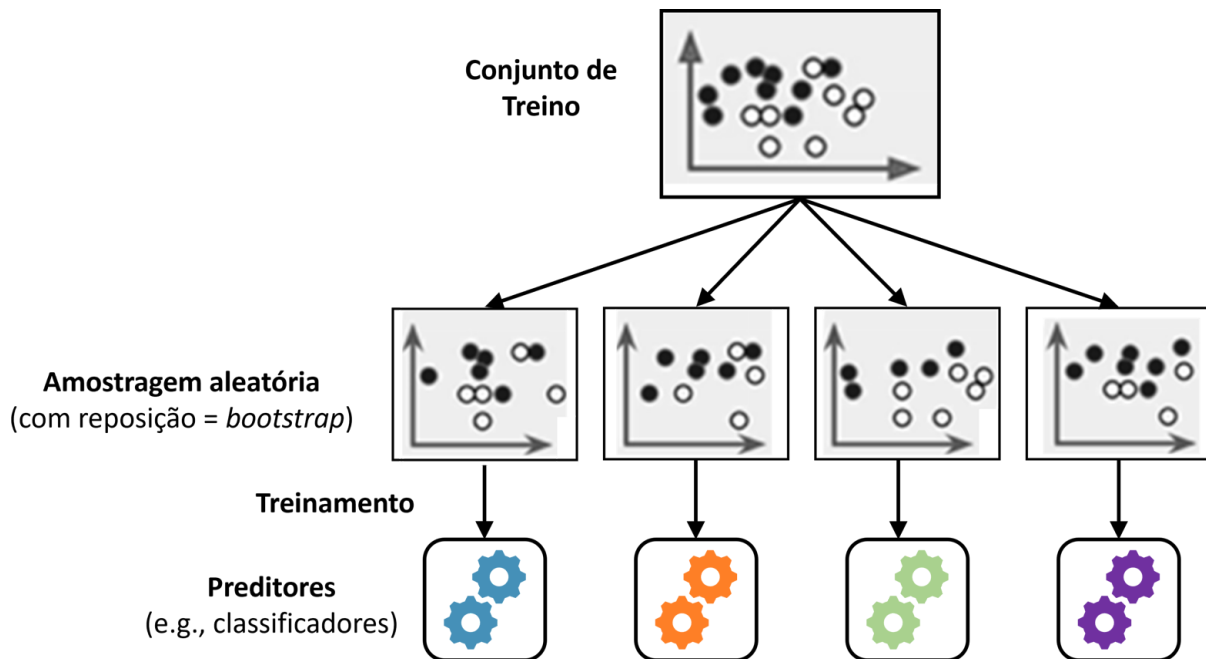 Conjunto de
Treino
Amostragem aleatória
(com reposição = bootstrap)
Treinamento
Preditores
(e.g., classificadores)